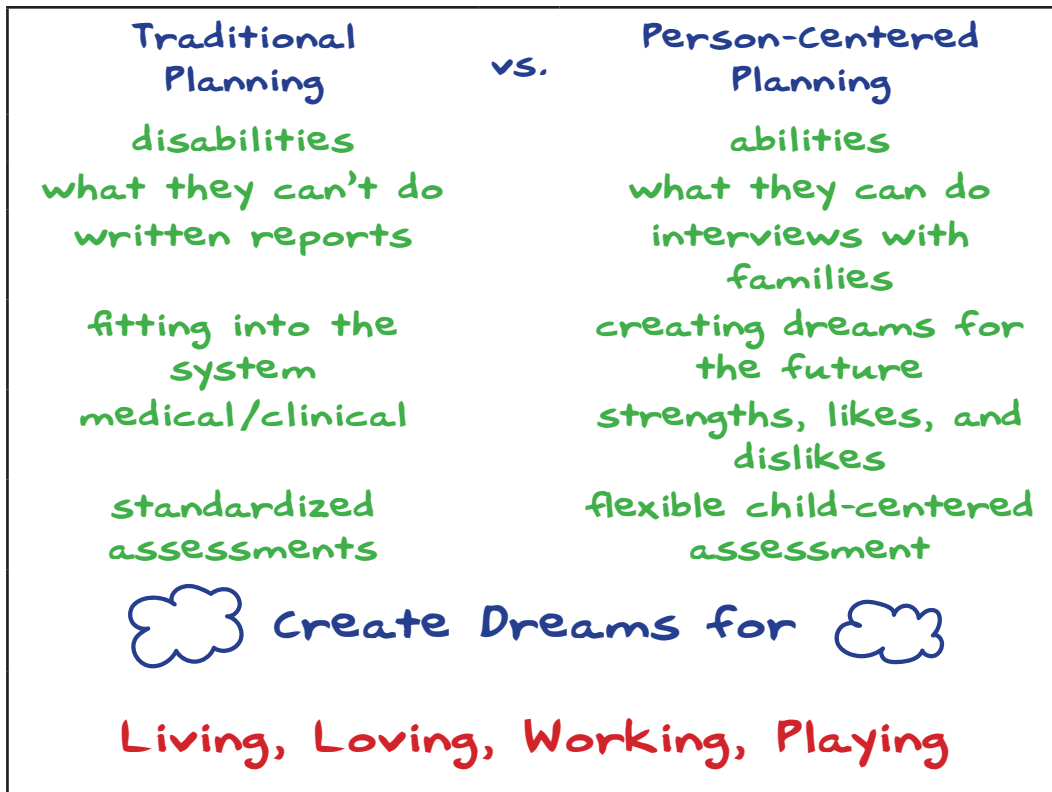 Traditional Planning vs. Person-Centered Planning
disabilities abilities
what they can't do what they can do
written reports interviews with families
fitting into the system creating dreams for the future
medical/clinical strengths, likes, and dislikes
standardized assessments flexible child-centered assessment
Create Dreams for
Living, Loving, Working, Playing